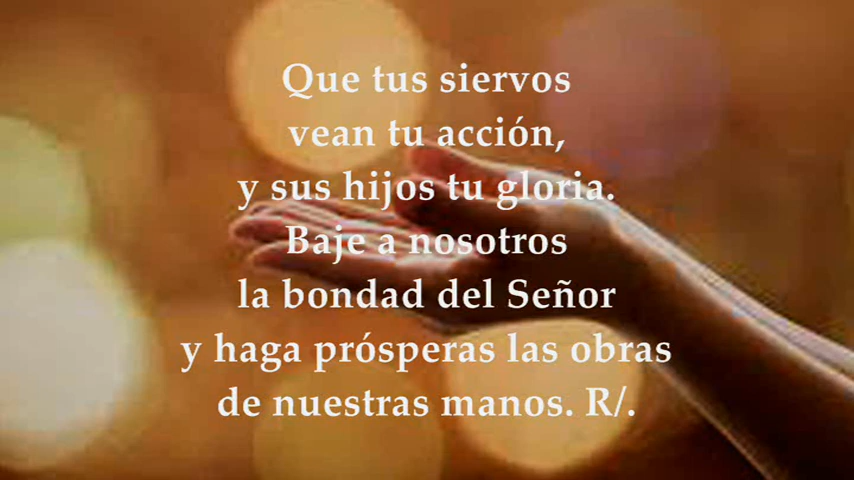 Que tus siervos
vean tu acción,
y sus hijos tu gloria.
Baje a nosotros
la bondad del Señor
y haga prósperas las obras
de nuestras manos. R/.